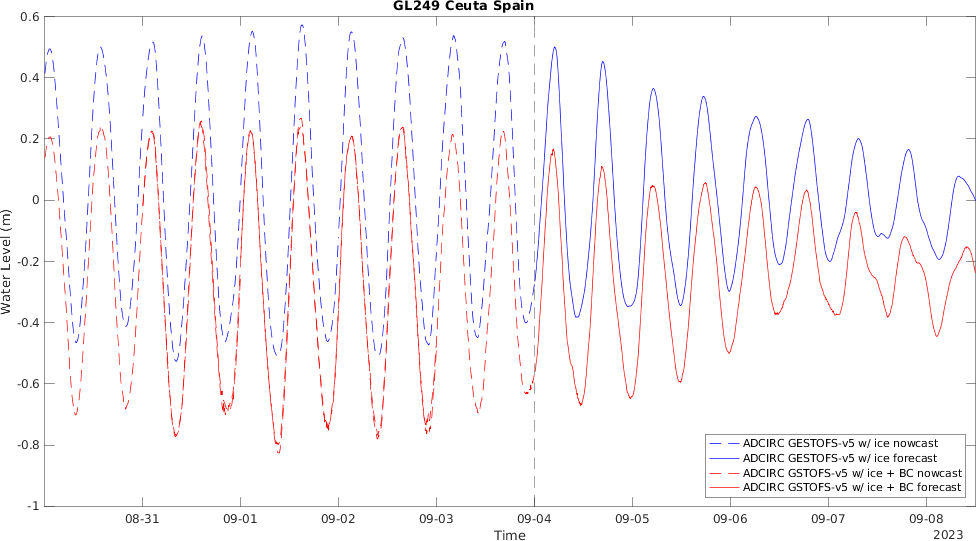 GL249 Ceuta Spain
0.6
0.4
0.2
0
-0.2
-0.4
-0.6
-0.8
-1
Water Level (m)
ADCIRC GESTOFS-v5 w/ ice nowcast
ADCIRC GESTOFS-v5 w/ ice forecast
ADCIRC GSTOFS-v5 w/ ice + BC nowcast
ADCIRC GSTOFS-v5 w/ ice + BC forecast
08-31 09-01 09-02 09-03 09-04 09-05 09-06 09-07 09-08
Time
2023